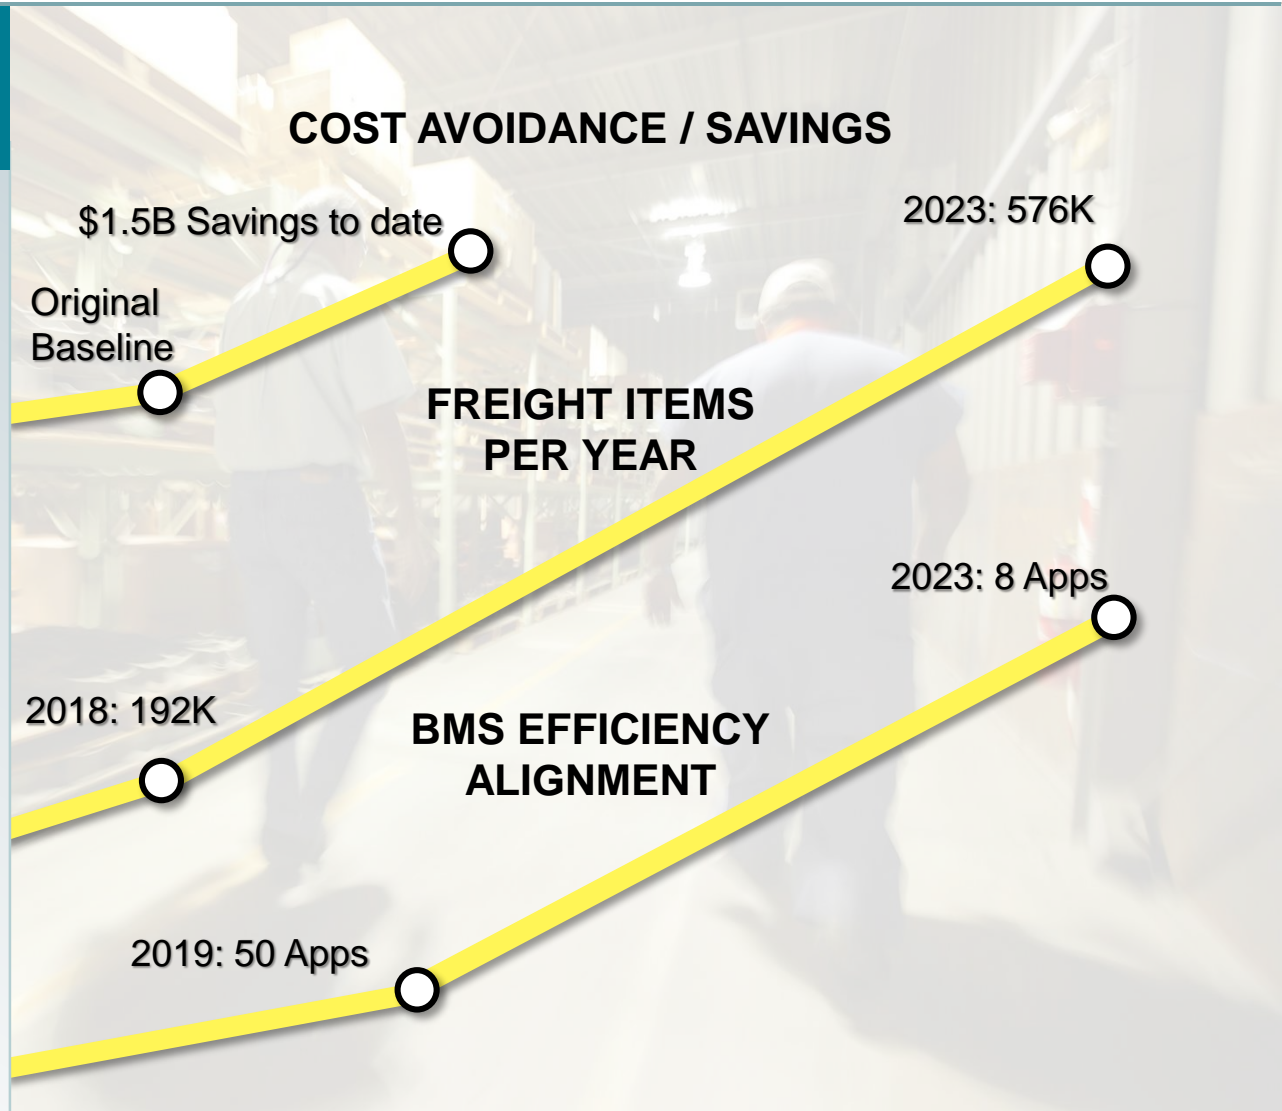 COST AVOIDANCE / SAVINGS
$1.5B Savings to date
Original
Baseline
2023: 576K
FREIGHT ITEMS
PER YEAR
2018: 192K
2023: 8 Apps
BMS EFFICIENCY
ALIGNMENT
2019: 50 Apps